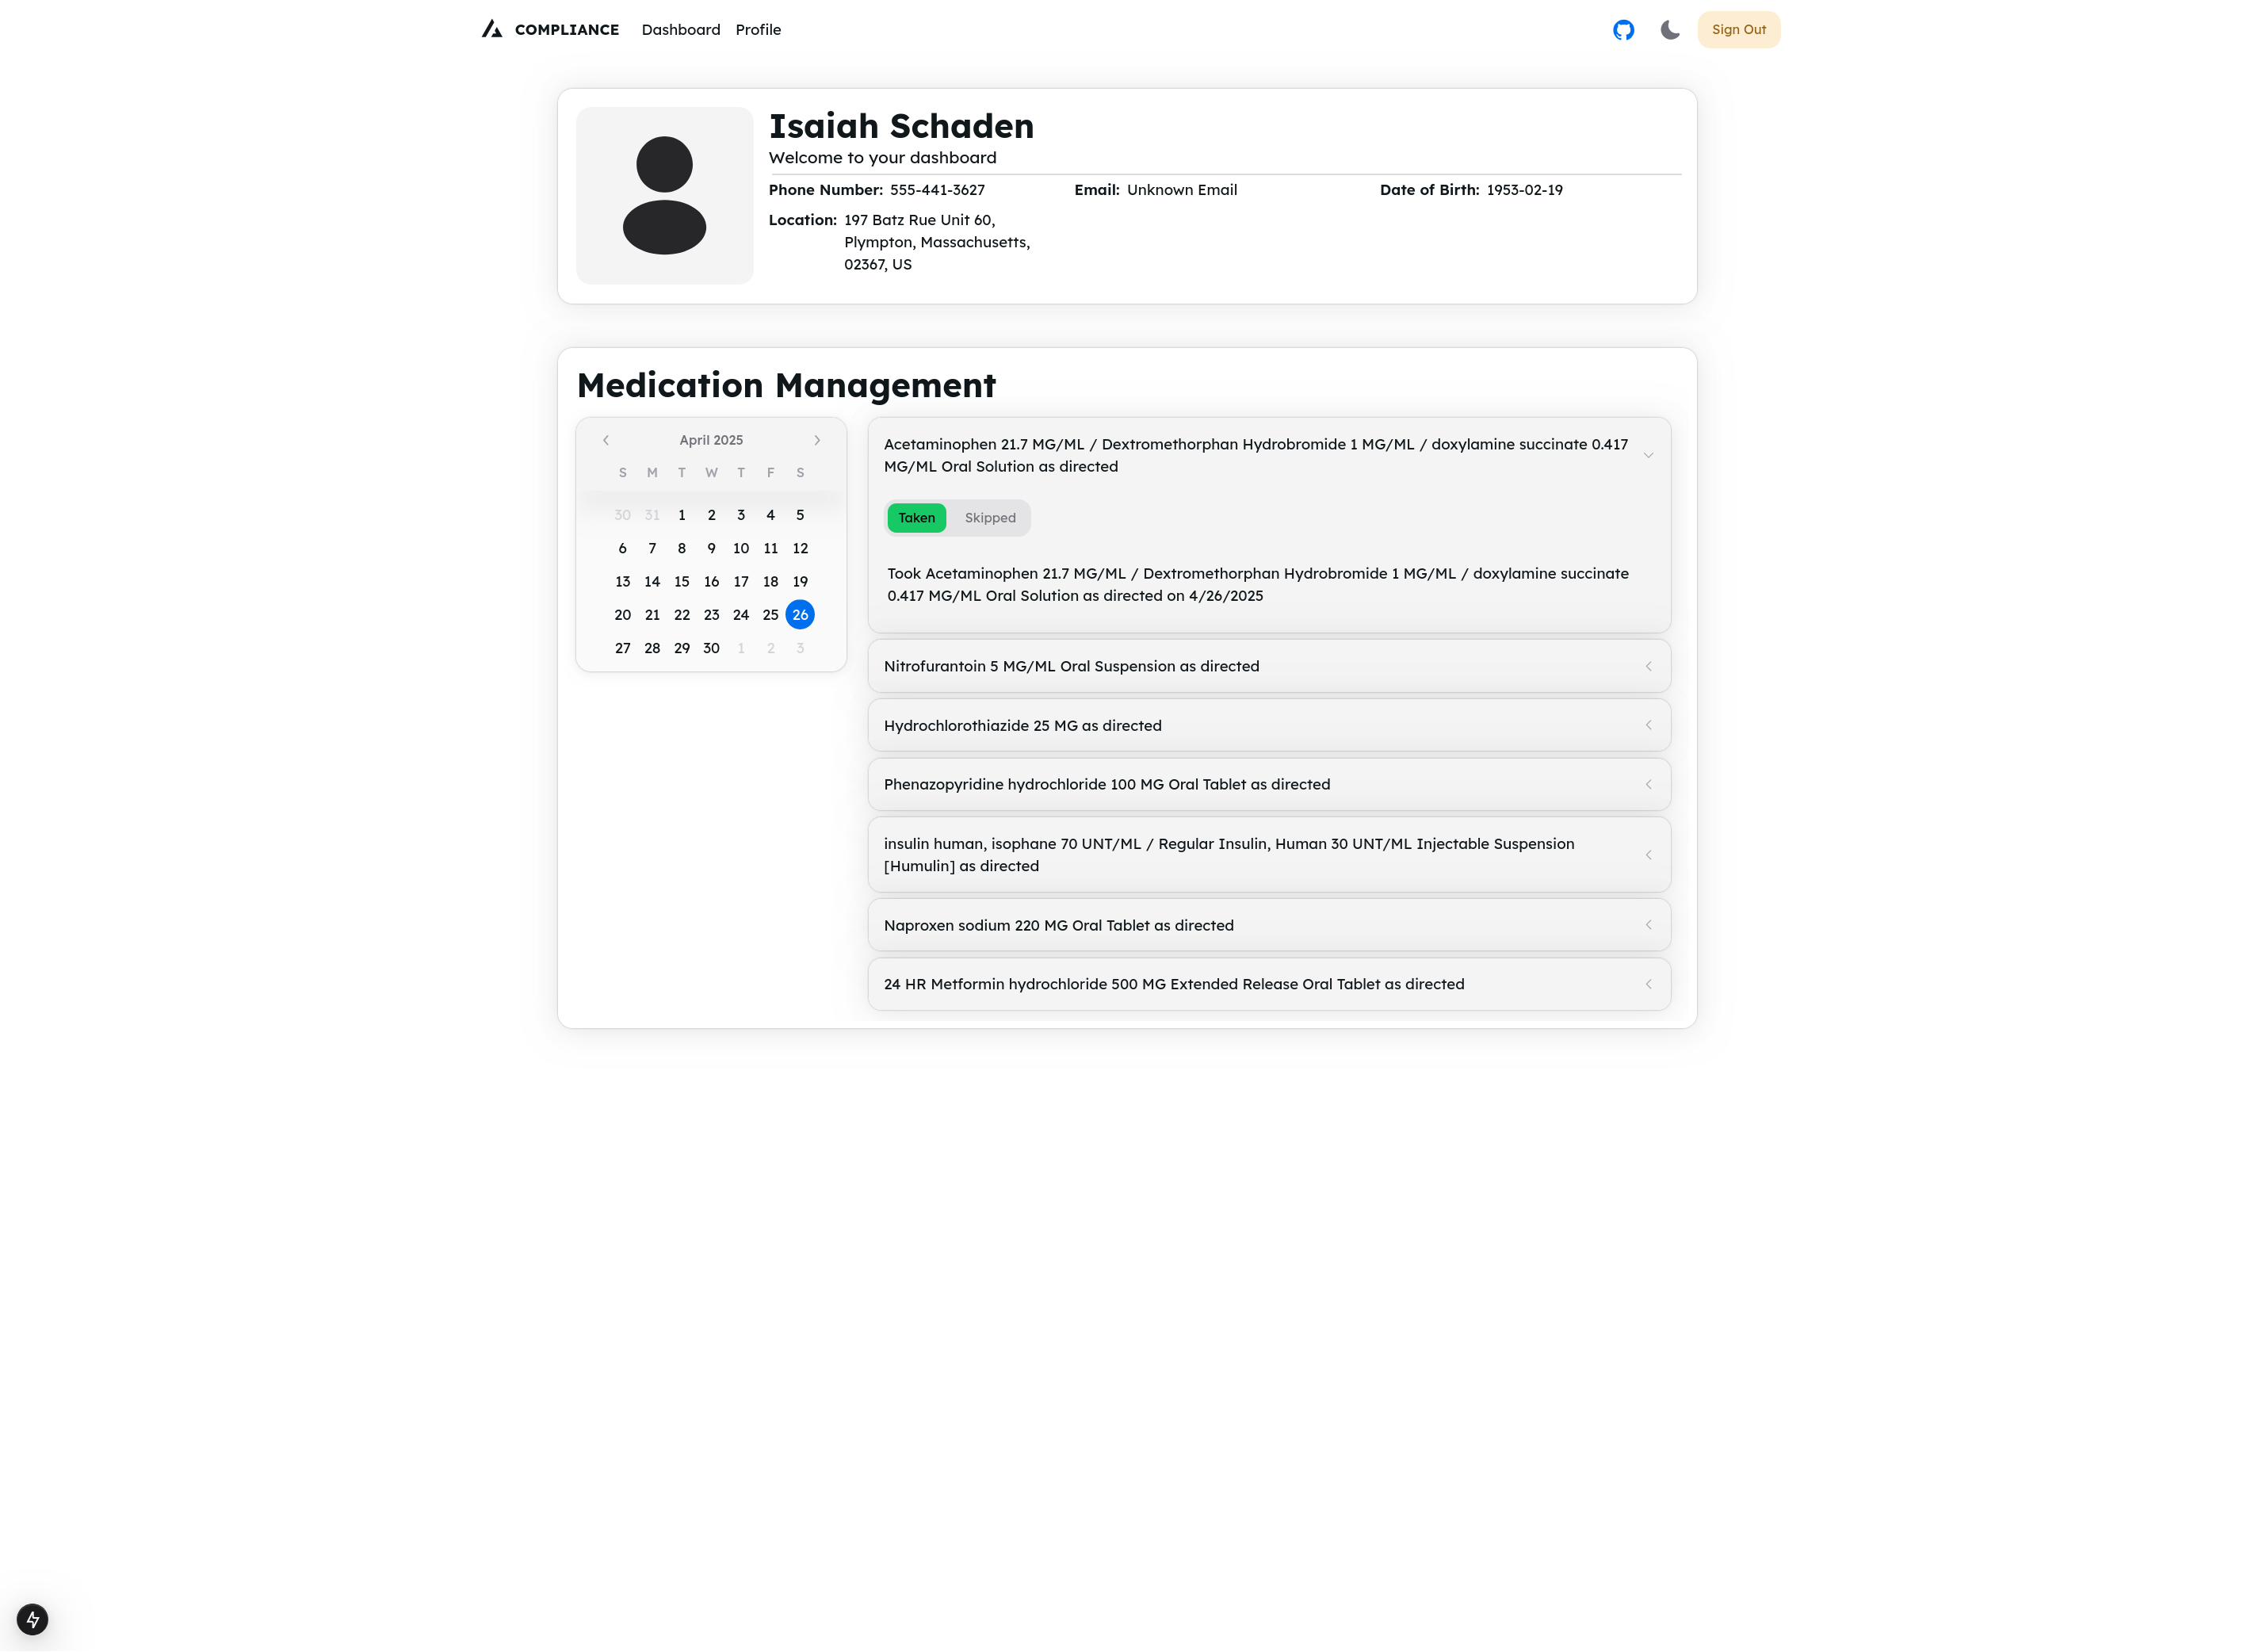 COMPLIANCE Dashboard Profile Sign Out
Isaiah Schaden
Welcome to your dashboard
Phone Number: 555-441-3627 Email: Unknown Email Date of Birth: 1953-02-19
Location: 197 Batz Rue Unit 60,
Plympton, Massachusetts,
02367, US
Medication Management
April 2025
S M T W T F S
30 31 1 2 3 4 5
6 7 8 9 10 11 12
13 14 15 16 17 18 19
20 21 22 23 24 25 26
27 28 29 30 1 2 3
Acetaminophen 21.7 MG/ML / Dextromethorphan Hydrobromide 1 MG/ML / doxylamine succinate 0.417
MG/ML Oral Solution as directed
Taken Skipped
Took Acetaminophen 21.7 MG/ML / Dextromethorphan Hydrobromide 1 MG/ML / doxylamine succinate
0.417 MG/ML Oral Solution as directed on 4/26/2025
Nitrofurantoin 5 MG/ML Oral Suspension as directed
Hydrochlorothiazide 25 MG as directed
Phenazopyridine hydrochloride 100 MG Oral Tablet as directed
insulin human, isophane 70 UNT/ML / Regular Insulin, Human 30 UNT/ML Injectable Suspension
[Humulin] as directed
Naproxen sodium 220 MG Oral Tablet as directed
24 HR Metformin hydrochloride 500 MG Extended Release Oral Tablet as directed